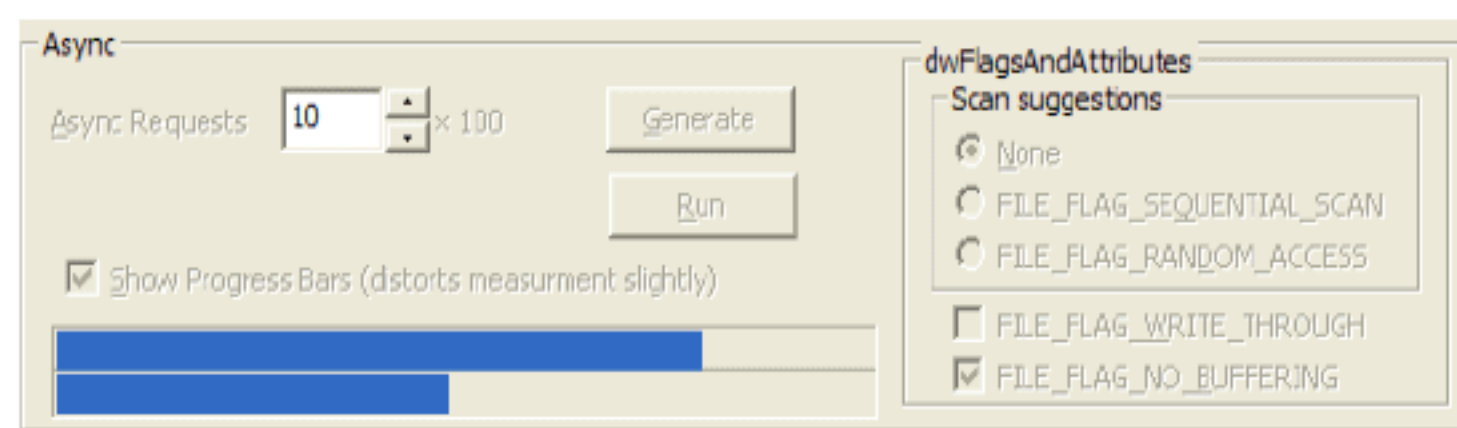 Async
Async Requests 10 × 100 Generate
Run
Show Progress Bars (distorts measurment slightly)
dwFlagsAndAttributes
Scan suggestions
None
FILE_FLAG_SEQUENTIAL_SCAN
FILE_FLAG_RANDOM_ACCESS
FILE_FLAG_WRITE_THROUGH
FILE_FLAG_NO_BUFFERING